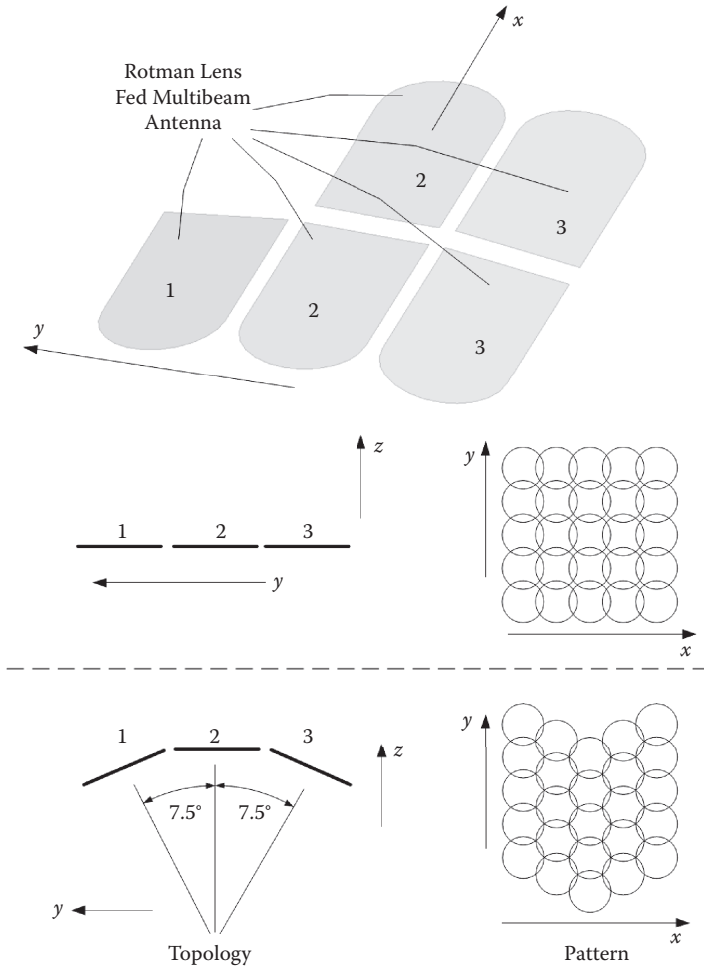 x
Rotman Lens
Fed Multibeam
Antenna
2
3
1
2
3
y
z
y
1 2 3
y
x
1 2 3
z
y
7.5° 7.5°
y
x
Topology
Pattern